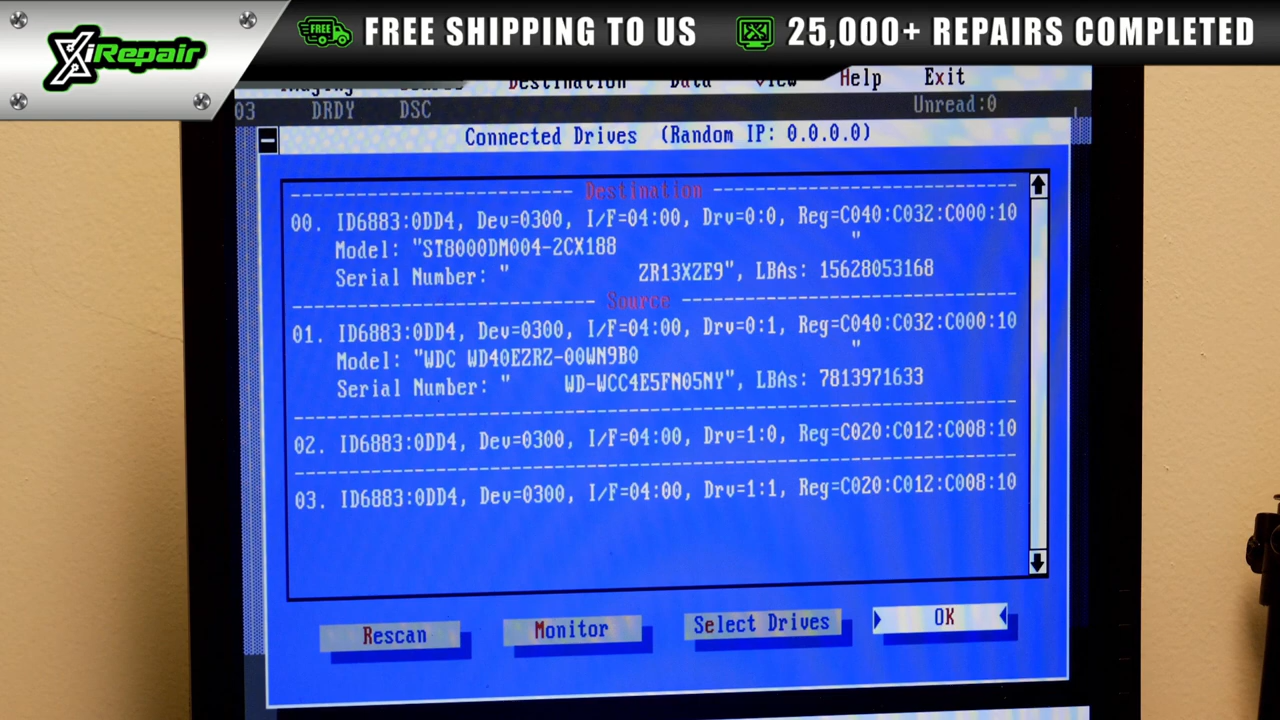 XiRepair
FREE FREE SHIPPING TO US
25,000+ REPAIRS COMPLETED
Destination Data View Help Exit
03 DRDY DSC Unread:0
Connected Drives (Random IP: 0.0.0.0)
Destination
00. ID6883:0DD4, Dev=0300, I/F=04:00, Drv=0:0, Reg=C040:C032:C000:10
Model: "ST8000DM004-2CX188 "
Serial Number: " ZR13XZE9", LBAs: 15628053168
Source
01. ID6883:0DD4, Dev=0300, I/F=04:00, Drv=0:1, Reg=C040:C032:C000:10
Model: "WDC WD40EZRZ-00WN9B0 "
Serial Number: " WD-WCC4E5FN05NY", LBAs: 7813971633
02. ID6883:0DD4, Dev=0300, I/F=04:00, Drv=1:0, Reg=C020:C012:C008:10
03. ID6883:0DD4, Dev=0300, I/F=04:00, Drv=1:1, Reg=C020:C012:C008:10
Rescan Monitor Select Drives OK